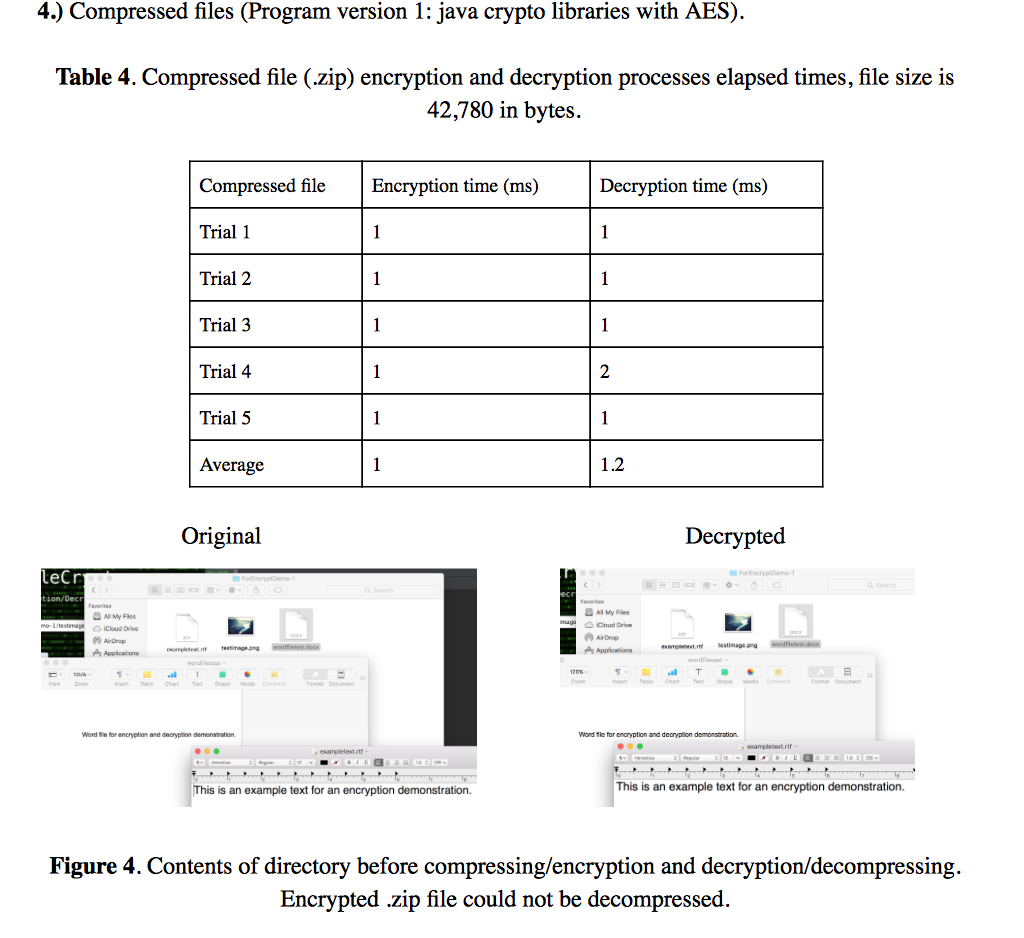 4.) Compressed files (Program version 1: java crypto libraries with AES).
Table 4. Compressed file (.zip) encryption and decryption processes elapsed times, file size is
42,780 in bytes.
Compressed file Encryption time (ms) Decryption time (ms)
Trial 1 1 1
Trial 2 1 1
Trial 3 1 1
Trial 4 1 2
Trial 5 1 1
Average 1 1.2
Original Decrypted
leCr
tion/Decr
mo-1/testimage
ForEncryptDemo-1
Search
Favorites
All My Files
iCloud Drive
AirDrop
Applications
exampletext.rtf testimage.png wordfiletest.docx
wordfiletest
125%
View Zoom Insert Table Chart Text Shape Media Comment Format Document
Word file for encryption and decryption demonstration.
exampletext.rtf
Helvetica Regular 12
This is an example text for an encryption demonstration.
ecr
imag
ForEncryptDemo-1
Search
Favorites
All My Files
iCloud Drive
AirDrop
Applications
exampletext.rtf testimage.png wordfiletest.docx
wordfiletest
125%
Zoom Insert Table Chart Text Shape Media Comment Format Document
Word file for encryption and decryption demonstration.
exampletext.rtf
Helvetica Regular 12
This is an example text for an encryption demonstration.
Figure 4. Contents of directory before compressing/encryption and decryption/decompressing.
Encrypted .zip file could not be decompressed.